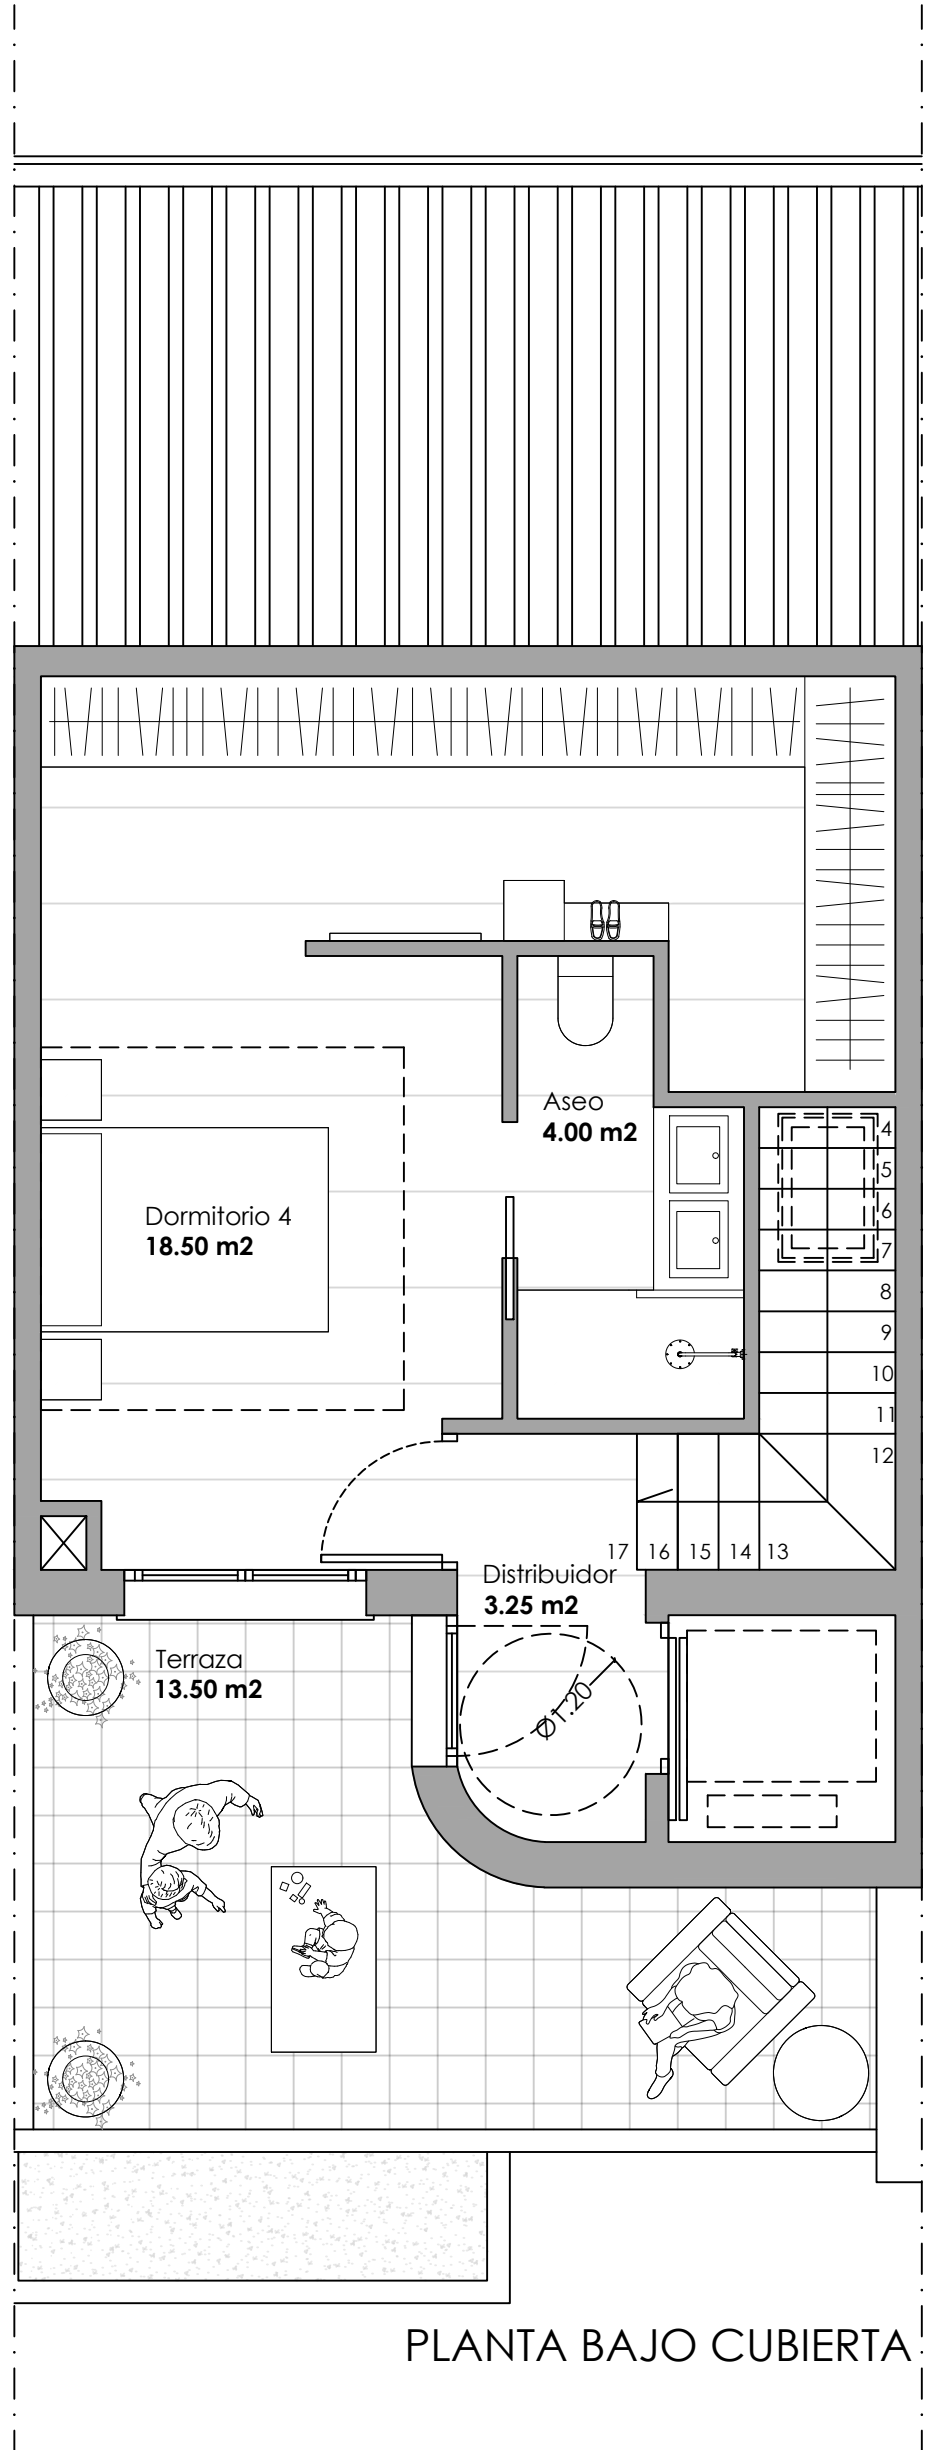 Aseo
4.00 m2
4
5
6
7
8
9
10
11
12
Dormitorio 4
18.50 m2
17 16 15 14 13
Distribuidor
3.25 m2
Terraza
13.50 m2
Ø1.20
PLANTA BAJO CUBIERTA